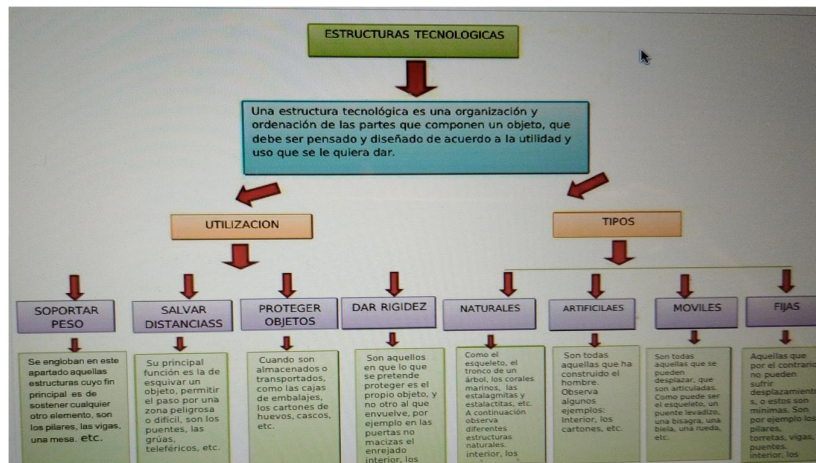 ESTRUCTURAS TECNOLOGICAS
Una estructura tecnológica es una organización y
ordenación de las partes que componen un objeto, que
debe ser pensado y diseñado de acuerdo a la utilidad y
uso que se le quiera dar.
UTILIZACION
TIPOS
SOPORTAR
PESO
SALVAR
DISTANCIASS
PROTEGER
OBJETOS
DAR RIGIDEZ
NATURALES
ARTIFICILAES
MOVILES
FIJAS
Se engloban en este
apartado aquellas
estructuras cuyo fin
principal es de
sostener cualquier
otro elemento, son
los pilares, las vigas,
una mesa. etc.
Su principal
función es la de
esquivar un
objeto, permitir
el paso por una
zona peligrosa
o difícil, son los
puentes, las
grúas,
teleféricos, etc.
Cuando son
almacenados o
transportados,
como las cajas
de embalajes,
los cartones de
huevos, cascos,
etc.
Son aquellos
en que lo que
se pretende
proteger es el
propio objeto, y
no otro al que
envuelve, por
ejemplo en las
puertas no
macizas el
enrejado
interior, los
Como el
esqueleto, el
tronco de un
árbol, los corales
marinos, las
estalagmitas y
estalactitas, etc.
A continuación
observa
diferentes
estructuras
naturales.
interior, los
Son todas
aquellas que ha
construido el
hombre.
Observa
algunos
ejemplos:
Interior, los
cartones, etc.
Son todas
aquellas que se
pueden
desplazar, que
son articuladas.
Como puede ser
el esqueleto, un
puente levadizo,
una bisagra, una
biela, una rueda,
etc.
Aquellas que
por el contrario
no pueden
sufrir
desplazamiento
s, o estos son
mínimas. Son
por ejemplo los
pilares,
torretas, vigas,
puentes,
interior, los